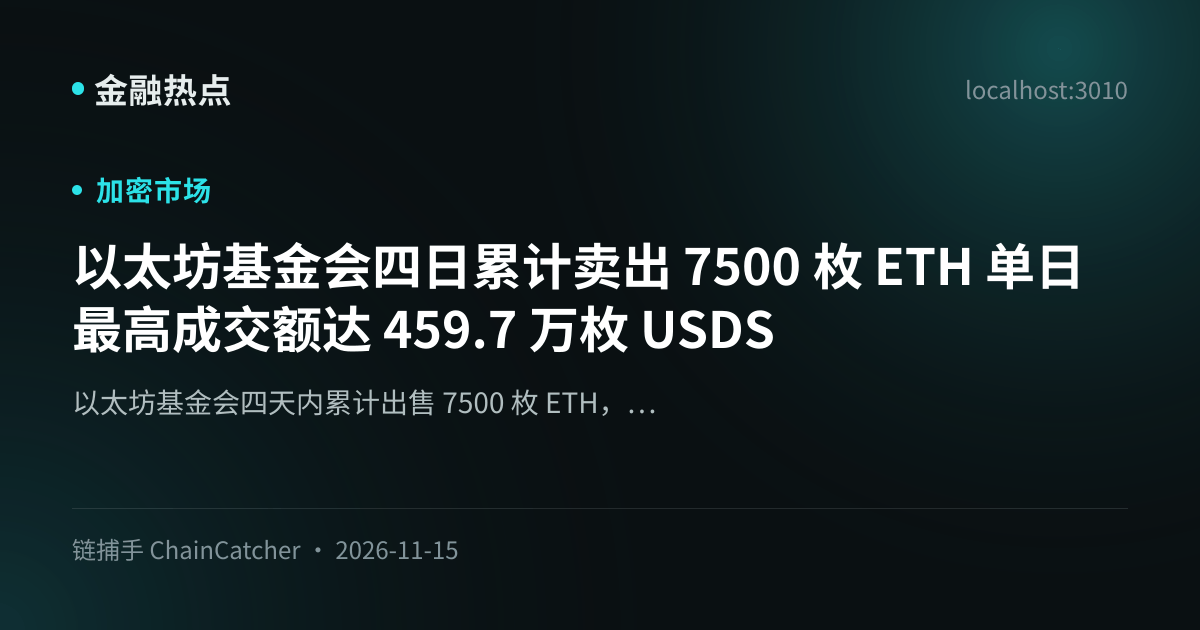 金融热点
localhost:3010
加密市场
以太坊基金会四日累计卖出 7500 枚 ETH 单日
最高成交额达 459.7 万枚 USDS
以太坊基金会四天内累计出售 7500 枚 ETH，…
链捕手 ChainCatcher • 2026-11-15